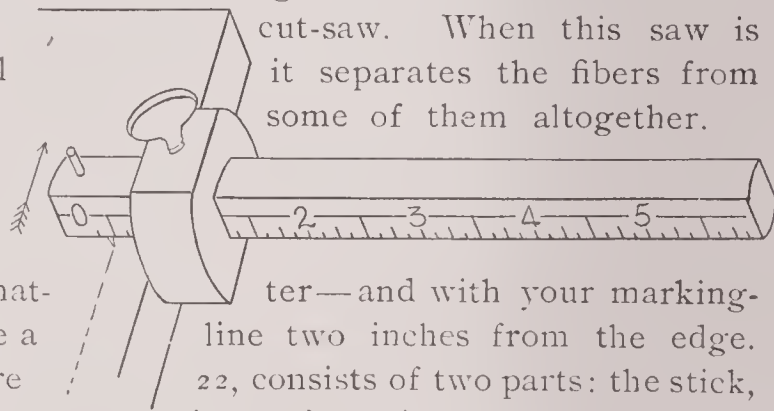 cut-saw. When this saw is
it separates the fibers from
some of them altogether.
0 2 3 4 5
ter—and with your marking-
line two inches from the edge.
22, consists of two parts: the stick,